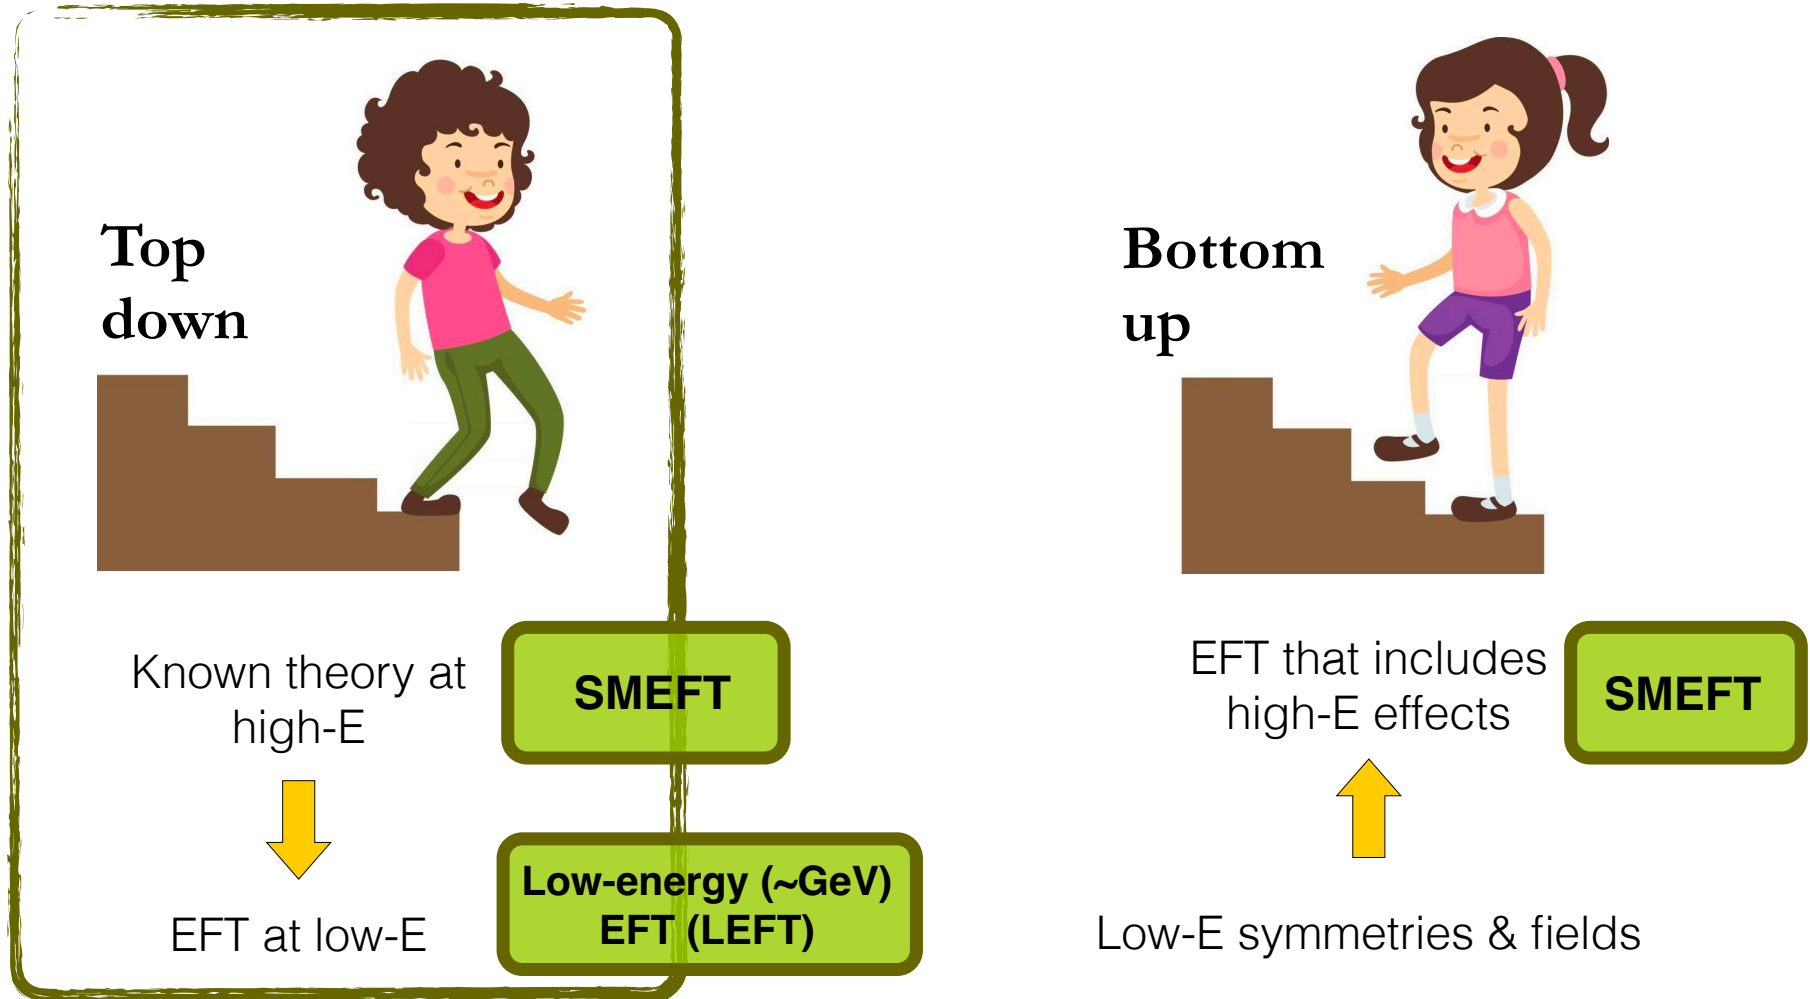 Top
down
Known theory at
high-E
SMEFT
EFT at low-E
Low-energy (~GeV)
EFT (LEFT)
Bottom
up
EFT that includes
high-E effects
SMEFT
Low-E symmetries & fields